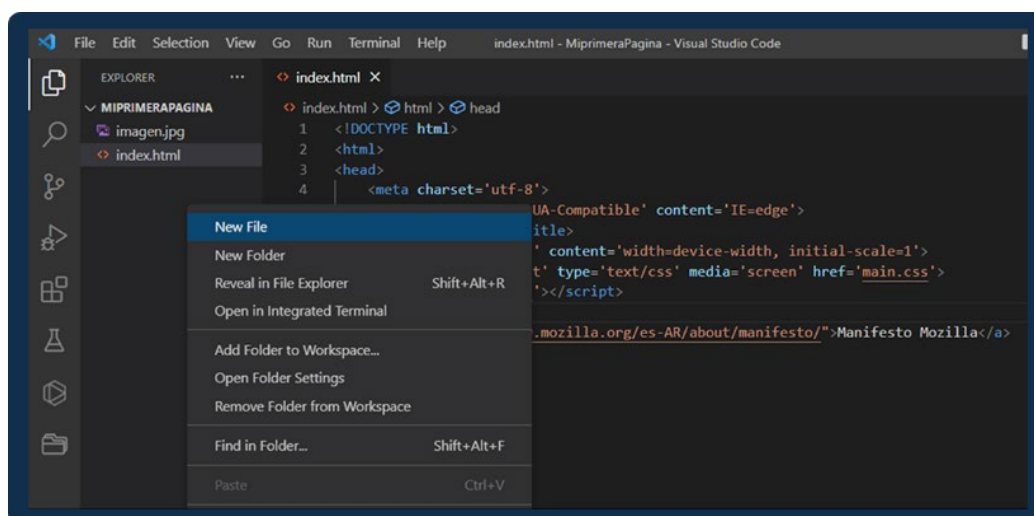 File Edit Selection View Go Run Terminal Help index.html - MiprimeraPagina - Visual Studio Code
EXPLORER ··· index.html ×
MIPRIMERAPAGINA
imagen.jpg
index.html
index.html > html > head
1 <!DOCTYPE html>
2 <html>
3 <head>
4 <meta charset='utf-8'>
UA-Compatible' content='IE=edge'>
itle>
' content='width=device-width, initial-scale=1'>
t' type='text/css' media='screen' href='main.css'>
'></script>
.mozilla.org/es-AR/about/manifesto/">Manifesto Mozilla</a>
New File
New Folder
Reveal in File Explorer Shift+Alt+R
Open in Integrated Terminal
Add Folder to Workspace...
Open Folder Settings
Remove Folder from Workspace
Find in Folder... Shift+Alt+F
Paste Ctrl+V